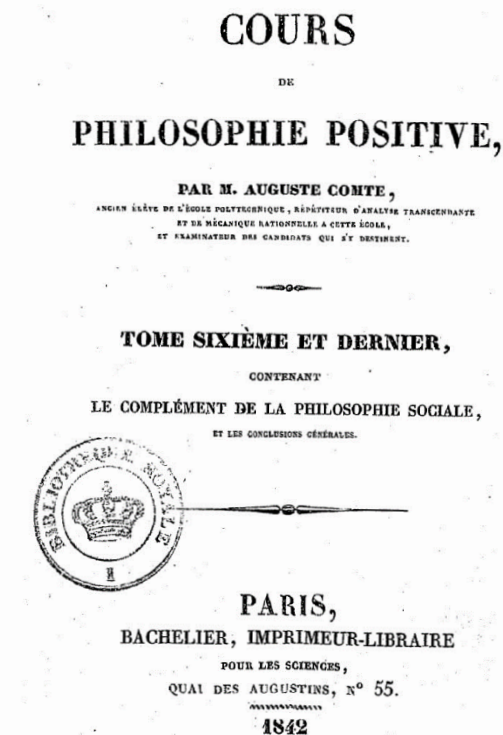 COURS
DE
PHILOSOPHIE POSITIVE,
PAR M. AUGUSTE COMTE,
ANCIEN ÉLÈVE DE L'ÉCOLE POLYTECHNIQUE, RÉPÉTITEUR D'ANALYSE TRANSCENDANTE
ET DE MÉCANIQUE RATIONNELLE A CETTE ÉCOLE,
ET EXAMINATEUR DES CANDIDATS QUI S'Y DESTINENT.
TOME SIXIÈME ET DERNIER,
CONTENANT
LE COMPLÉMENT DE LA PHILOSOPHIE SOCIALE,
ET LES CONCLUSIONS GÉNÉRALES.
BIBLIOTHEQUE ROYALE
I
PARIS,
BACHELIER, IMPRIMEUR-LIBRAIRE
POUR LES SCIENCES,
QUAI DES AUGUSTINS, Nº 55.
1842